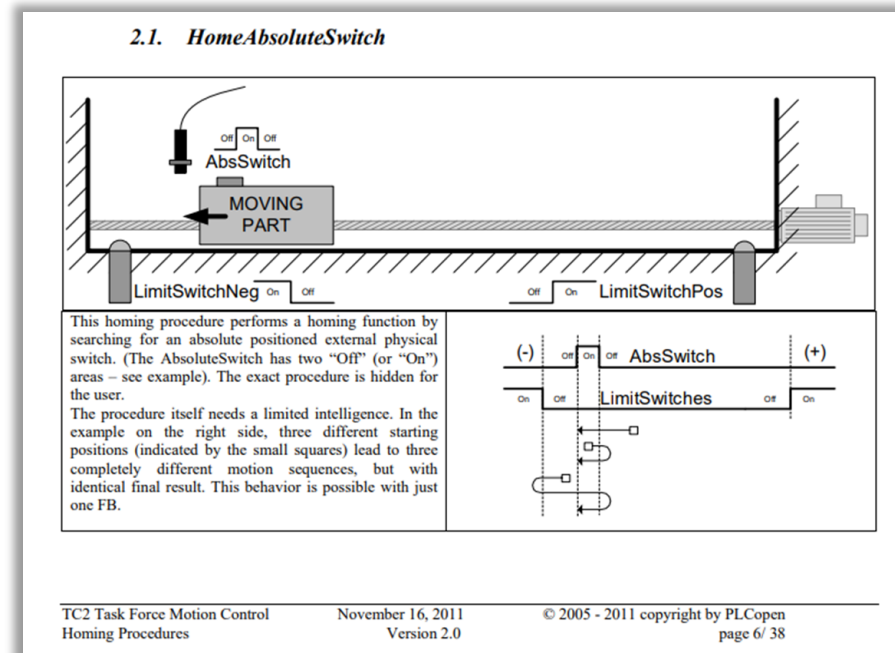 2.1. HomeAbsoluteSwitch
Off On Off
AbsSwitch
MOVING
PART
LimitSwitchNeg On Off
Off On LimitSwitchPos
This homing procedure performs a homing function by
searching for an absolute positioned external physical
switch. (The AbsoluteSwitch has two “Off” (or “On”)
areas – see example). The exact procedure is hidden for
the user.
The procedure itself needs a limited intelligence. In the
example on the right side, three different starting
positions (indicated by the small squares) lead to three
completely different motion sequences, but with
identical final result. This behavior is possible with just
one FB.
(-) Off On Off AbsSwitch (+)
On Off LimitSwitches Off On
TC2 Task Force Motion Control November 16, 2011 © 2005 - 2011 copyright by PLCopen
Homing Procedures Version 2.0 page 6/ 38